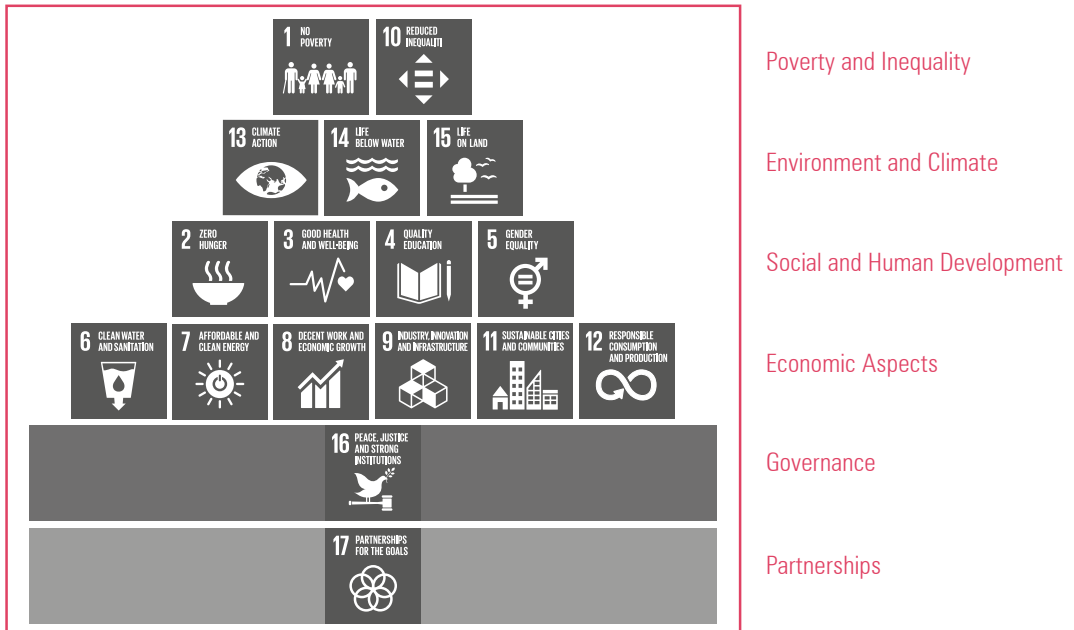 1 NO
POVERTY
10 REDUCED
INEQUALITI
Poverty and Inequality
13 CLIMATE
ACTION
14 LIFE
BELOW WATER
15 LIFE
ON LAND
Environment and Climate
2 ZERO
HUNGER
3 GOOD HEALTH
AND WELL-BEING
4 QUALITY
EDUCATION
5 GENDER
EQUALITY
Social and Human Development
6 CLEAN WATER
AND SANITATION
7 AFFORDABLE AND
CLEAN ENERGY
8 DECENT WORK AND
ECONOMIC GROWTH
9 INDUSTRY, INNOVATION
AND INFRASTRUCTURE
11 SUSTAINABLE CITIES
AND COMMUNITIES
12 RESPONSIBLE
CONSUMPTION
AND PRODUCTION
Economic Aspects
16 PEACE, JUSTICE
AND STRONG
INSTITUTIONS
Governance
17 PARTNERSHIPS
FOR THE GOALS
Partnerships